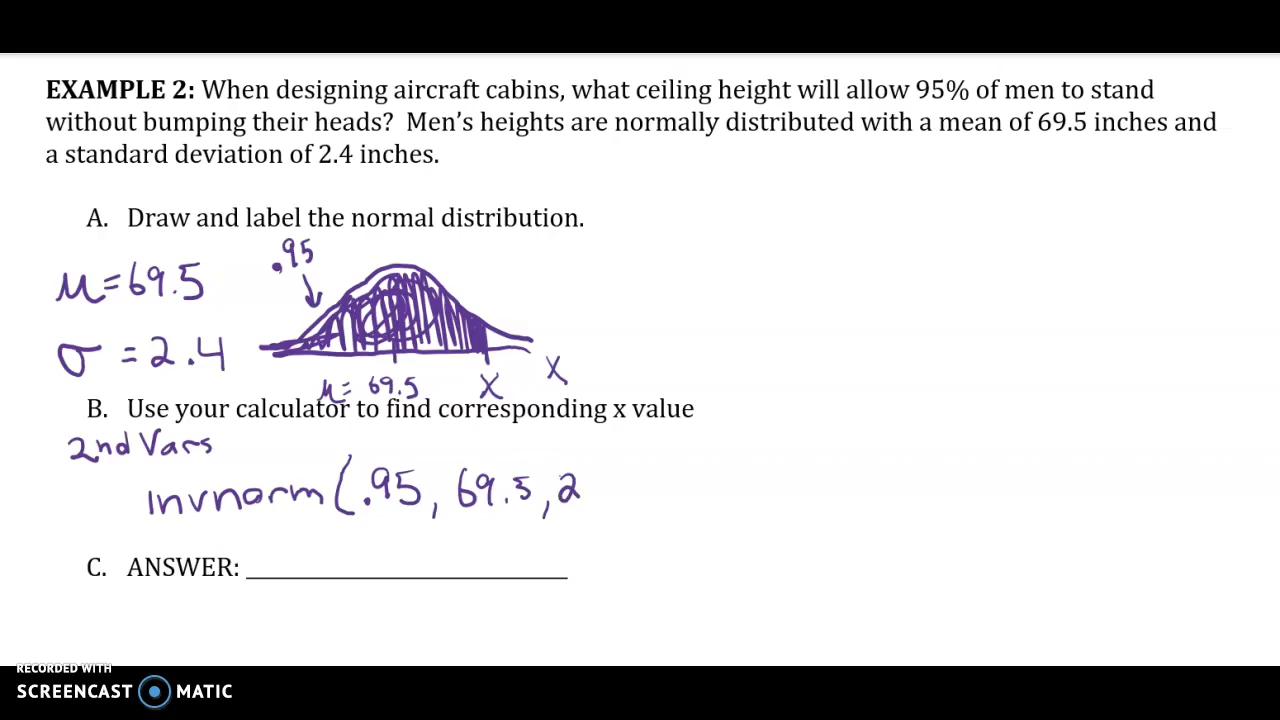 EXAMPLE 2: When designing aircraft cabins, what ceiling height will allow 95% of men to stand
without bumping their heads? Men's heights are normally distributed with a mean of 69.5 inches and
a standard deviation of 2.4 inches.
A. Draw and label the normal distribution.
.95
μ=69.5
σ=2.4
X
μ= 69.5 X
B. Use your calculator to find corresponding x value
2nd Vars
invnorm(.95, 69.5, 2
C. ANSWER: ________________________
RECORDED WITH
SCREENCAST MATIC